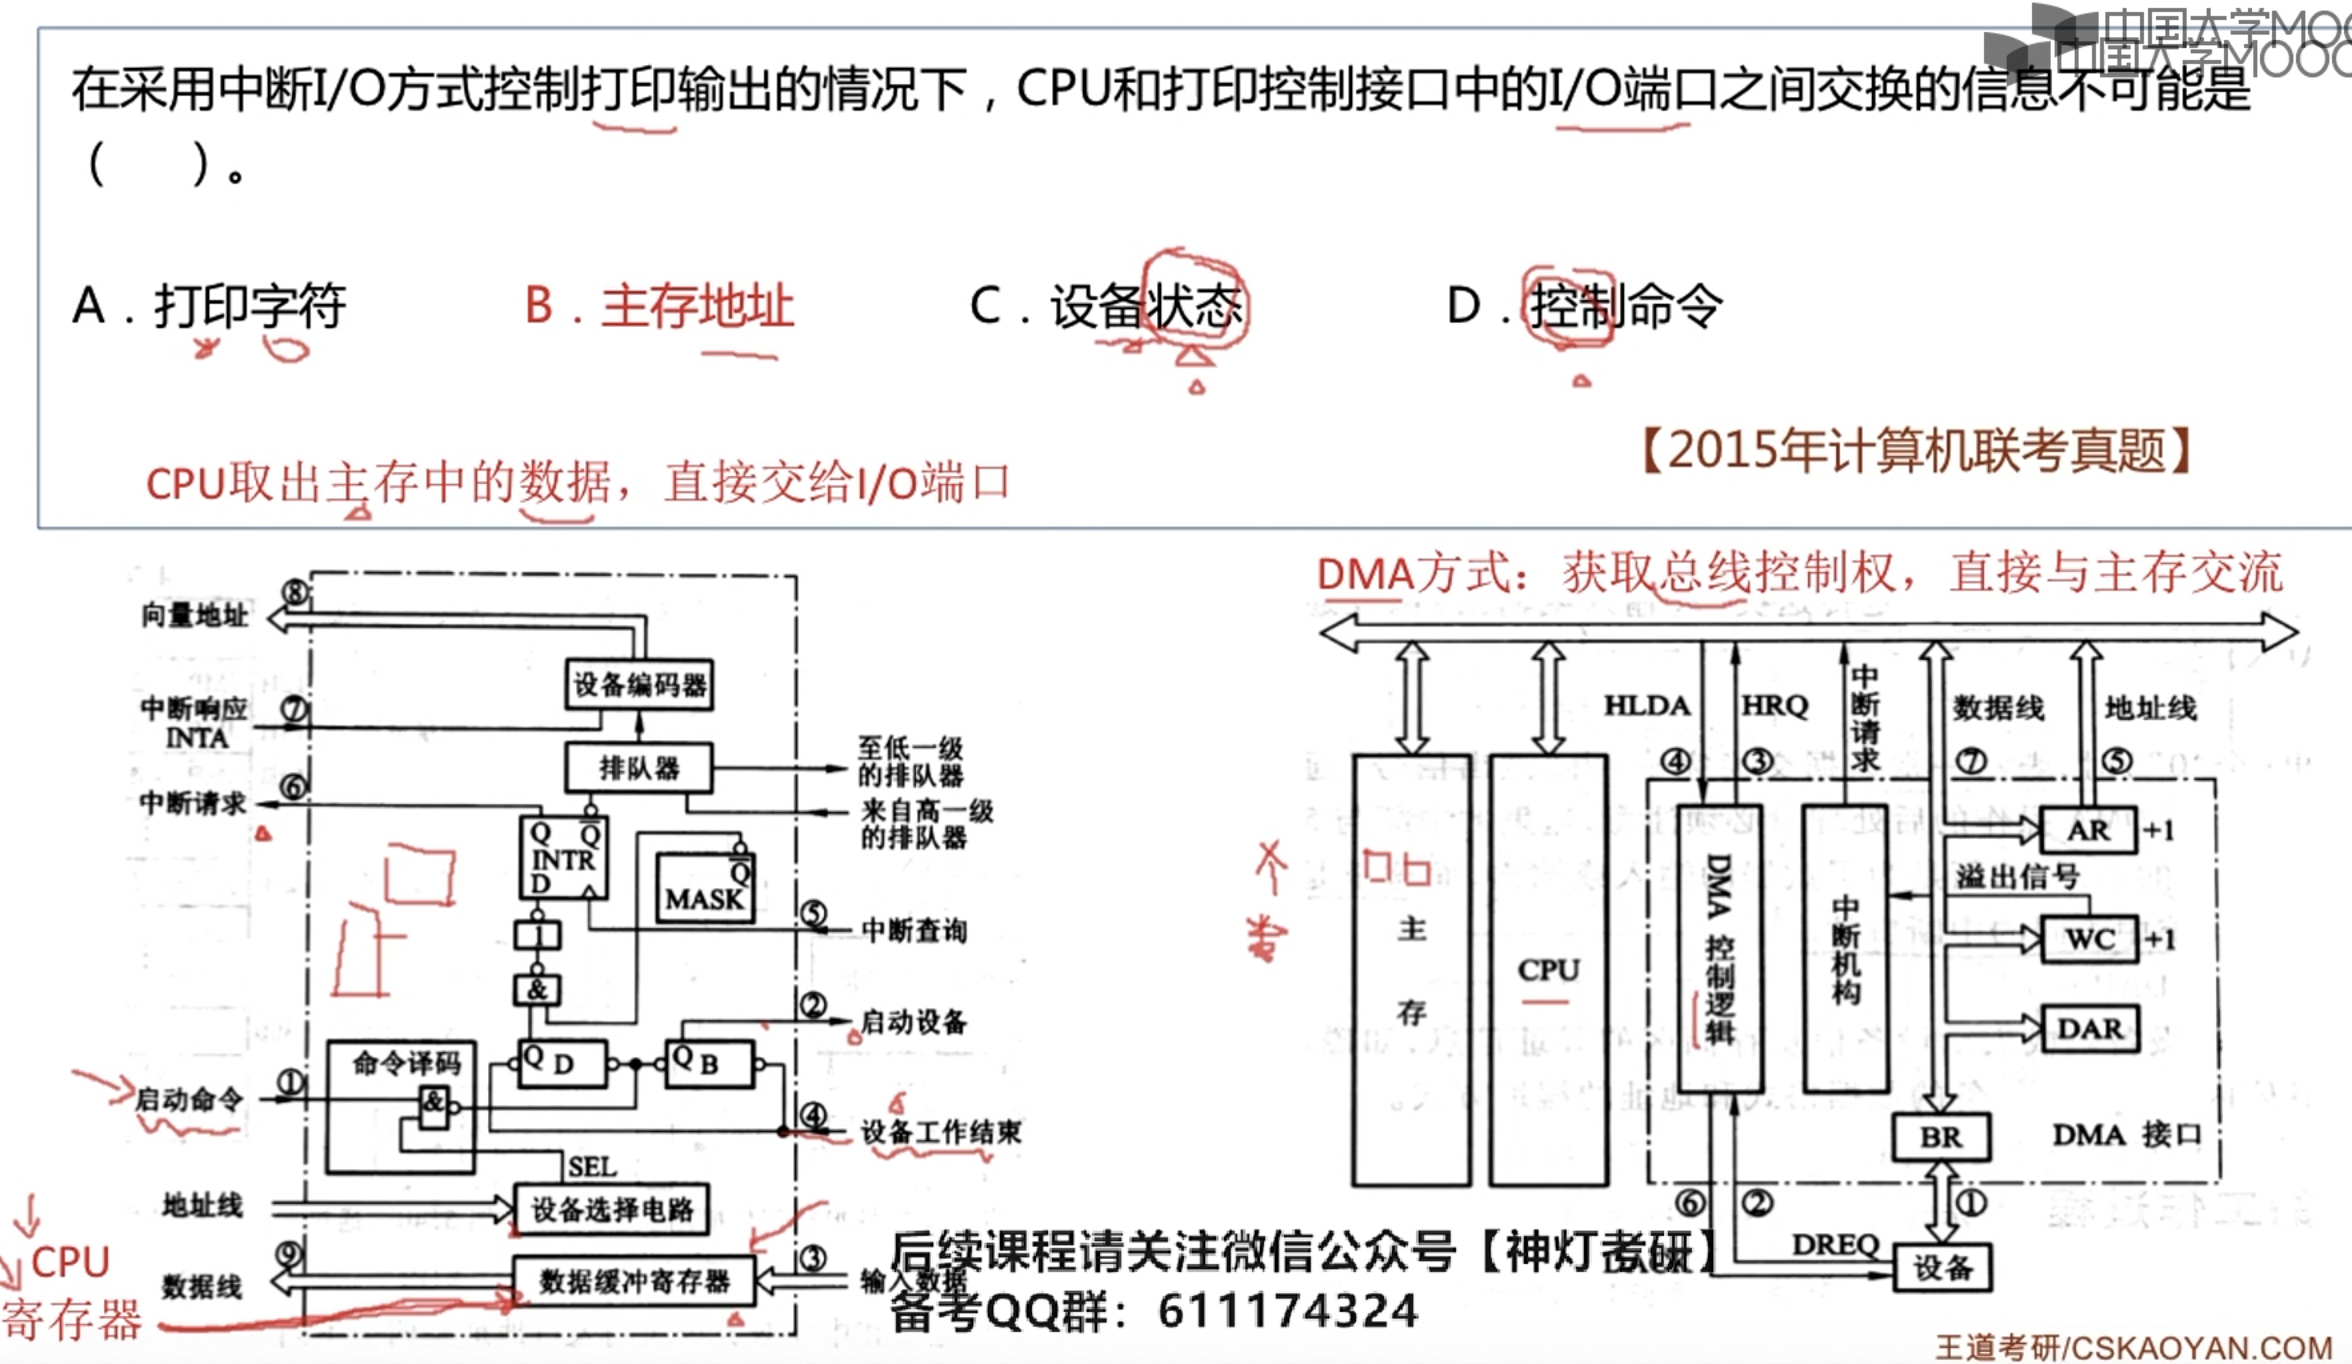 中国大学MOOC
中国大学MOOC
在采用中断I/O方式控制打印输出的情况下，CPU和打印控制接口中的I/O端口之间交换的信息不可能是
（ ）。
A．打印字符 B．主存地址 C．设备状态 D．控制命令
【2015年计算机联考真题】
CPU取出主存中的数据，直接交给I/O端口
⑧
向量地址
设备编码器
中断响应
INTA
⑦
排队器
至低一级
的排队器
中断请求
⑥
来自高一级
的排队器
Q Q
INTR
D
Q
MASK
1
⑤
中断查询
&
②
启动设备
命令译码
Q D
Q B
启动命令
①
&
④
设备工作结束
SEL
地址线
设备选择电路
CPU
寄存器
⑨
数据线
数据缓冲寄存器
③
输入数据
DMA方式：获取总线控制权，直接与主存交流
HLDA
HRQ
中断请求
数据线
地址线
④
③
⑦
⑤
主存
CPU
DMA 控制逻辑
中断机构
AR +1
溢出信号
WC +1
DAR
BR
DMA 接口
⑥
②
①
DREQ
设备
后续课程请关注微信公众号【神灯考研】
备考QQ群：611174324
王道考研/CSKAOYAN.COM